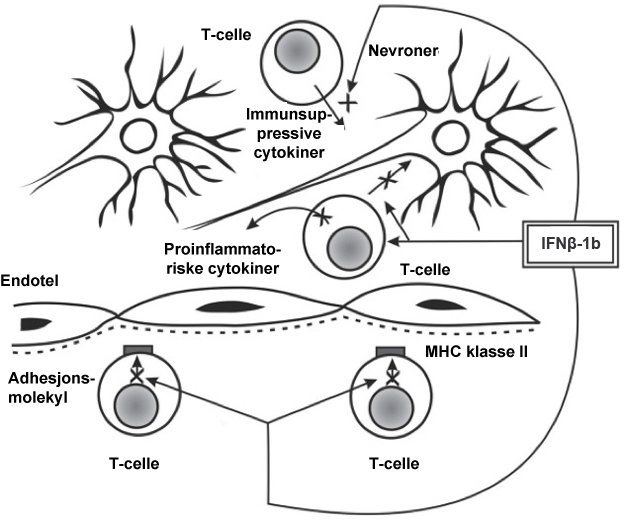 T-celle
Nevroner
Immunsup-
pressive
cytokiner
IFNβ-1b
Proinflammato-
riske cytokiner
T-celle
Endotel
MHC klasse II
Adhesjons-
molekyl
T-celle
T-celle